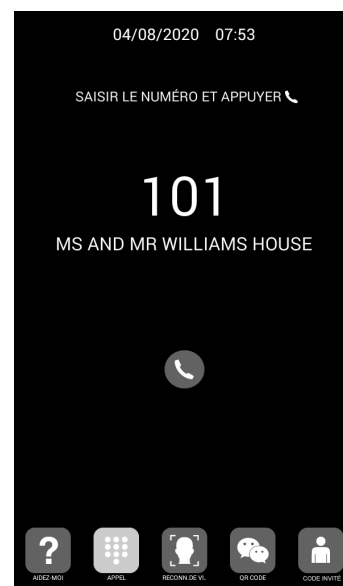 04/08/2020 07:53
SAISIR LE NUMÉRO ET APPUYER
101
MS AND MR WILLIAMS HOUSE
?
AIDEZ-MOI
APPEL
RECONN.DE VI..
QR CODE
CODE INVITÉ